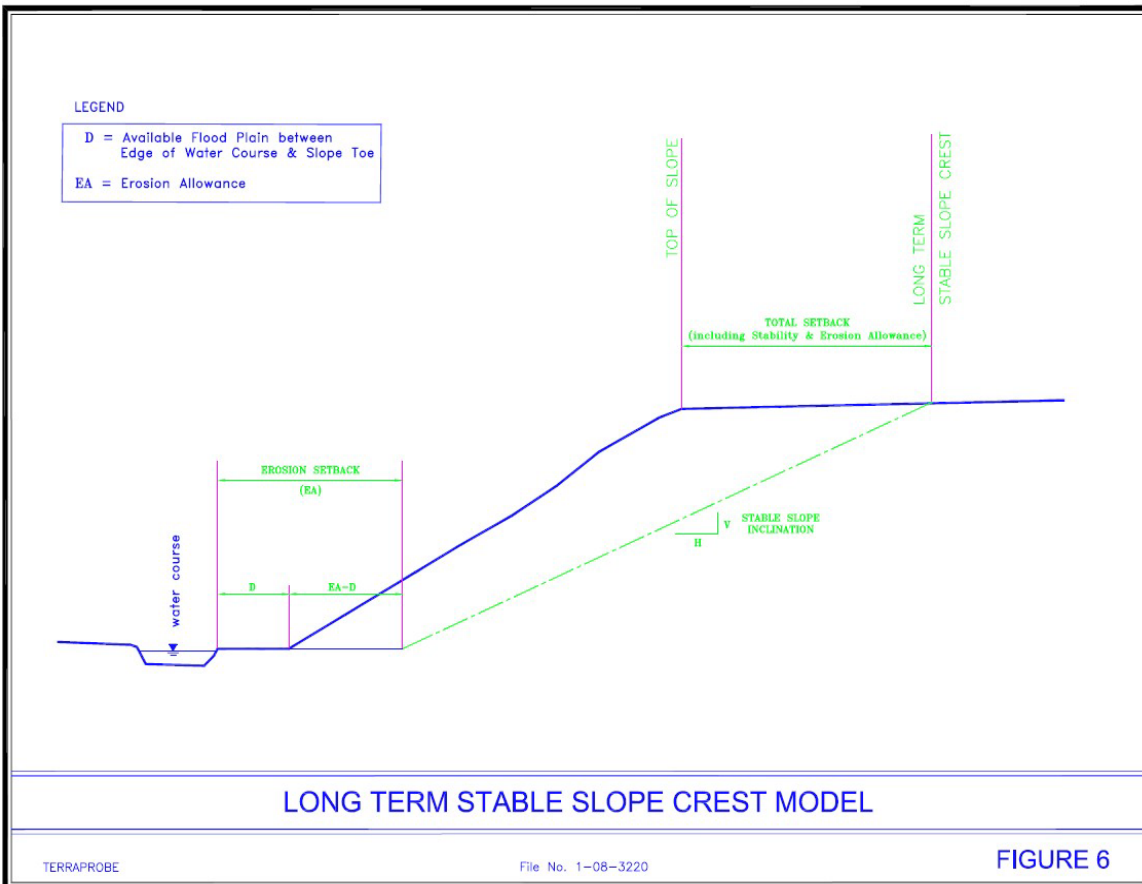 LEGEND
D = Available Flood Plain between
Edge of Water Course & Slope Toe
EA = Erosion Allowance
TOP OF SLOPE
LONG TERM
STABLE SLOPE CREST
TOTAL SETBACK
(including Stability & Erosion Allowance)
EROSION SETBACK
(EA)
V STABLE SLOPE
INCLINATION
H
water course
D
EA-D
LONG TERM STABLE SLOPE CREST MODEL
TERRAPROBE
File No. 1-08-3220
FIGURE 6